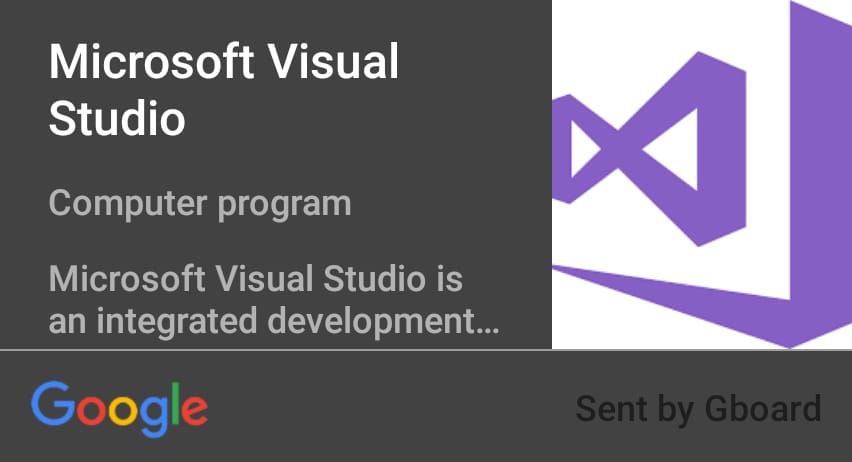 Microsoft Visual
Studio
Computer program
Microsoft Visual Studio is
an integrated development...
Google
Sent by Gboard